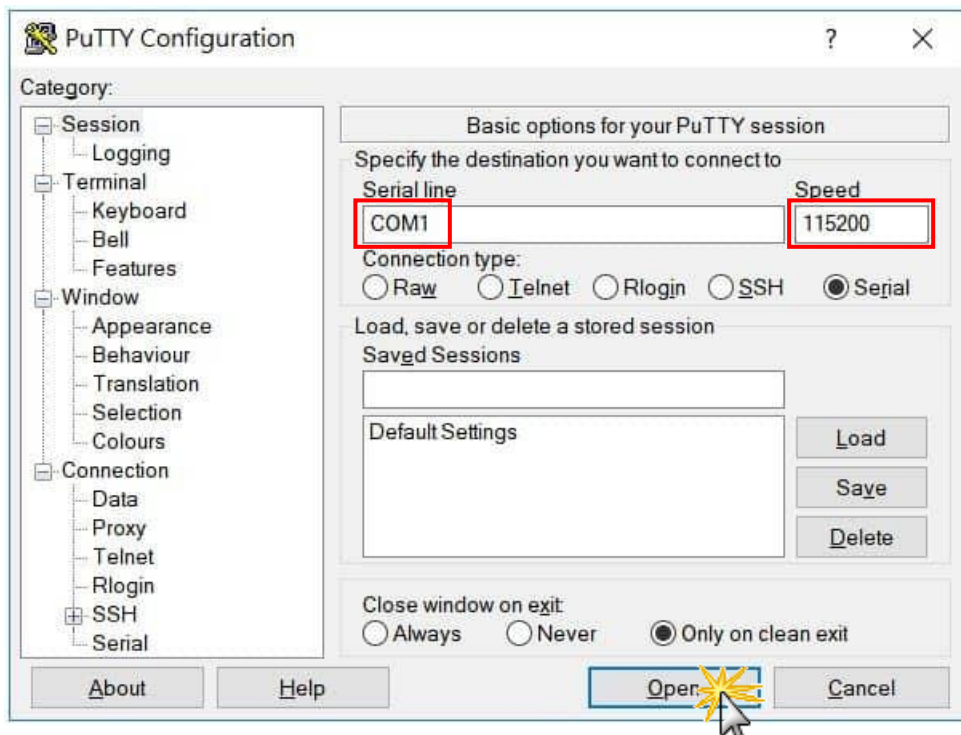 PuTTY Configuration
?
Category:
Session
Logging
Terminal
Keyboard
Bell
Features
Window
Appearance
Behaviour
Translation
Selection
Colours
Connection
Data
Proxy
Telnet
Rlogin
SSH
Serial
Basic options for your PuTTY session
Specify the destination you want to connect to
Serial line Speed
COM1 115200
Connection type:
Raw Telnet Rlogin SSH Serial
Load, save or delete a stored session
Saved Sessions
Default Settings
Load
Save
Delete
Close window on exit:
Always Never Only on clean exit
About Help Open Cancel